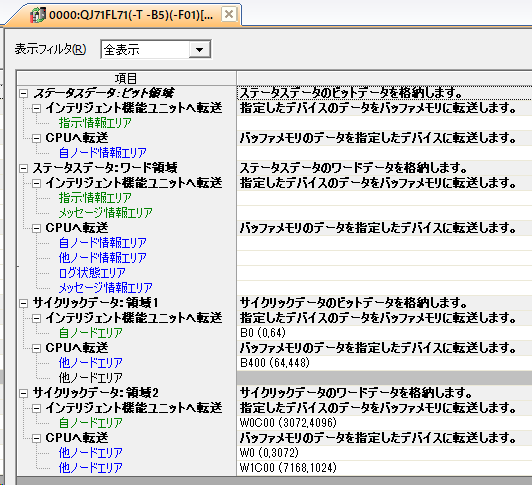 0000:QJ71FL71(-T -B5)(-F01)[...
表示フィルタ(R) 全表示
項目
ステータスデータ:ビット領域 ステータスデータのビットデータを格納します。
インテリジェント機能ユニットへ転送 指定したデバイスのデータをバッファメモリに転送します。
指示情報エリア
CPUへ転送 バッファメモリのデータを指定したデバイスに転送します。
自ノード情報エリア
ステータスデータ:ワード領域 ステータスデータのワードデータを格納します。
インテリジェント機能ユニットへ転送 指定したデバイスのデータをバッファメモリに転送します。
指示情報エリア
メッセージ情報エリア
CPUへ転送 バッファメモリのデータを指定したデバイスに転送します。
自ノード情報エリア
他ノード情報エリア
ログ状態エリア
メッセージ情報エリア
サイクリックデータ:領域1 サイクリックデータのビットデータを格納します。
インテリジェント機能ユニットへ転送 指定したデバイスのデータをバッファメモリに転送します。
自ノードエリア B0 (0,64)
CPUへ転送 バッファメモリのデータを指定したデバイスに転送します。
他ノードエリア B400 (64,448)
他ノードエリア
サイクリックデータ:領域2 サイクリックデータのワードデータを格納します。
インテリジェント機能ユニットへ転送 指定したデバイスのデータをバッファメモリに転送します。
自ノードエリア W0C00 (3072,4096)
CPUへ転送 バッファメモリのデータを指定したデバイスに転送します。
他ノードエリア W0 (0,3072)
他ノードエリア W1C00 (7168,1024)